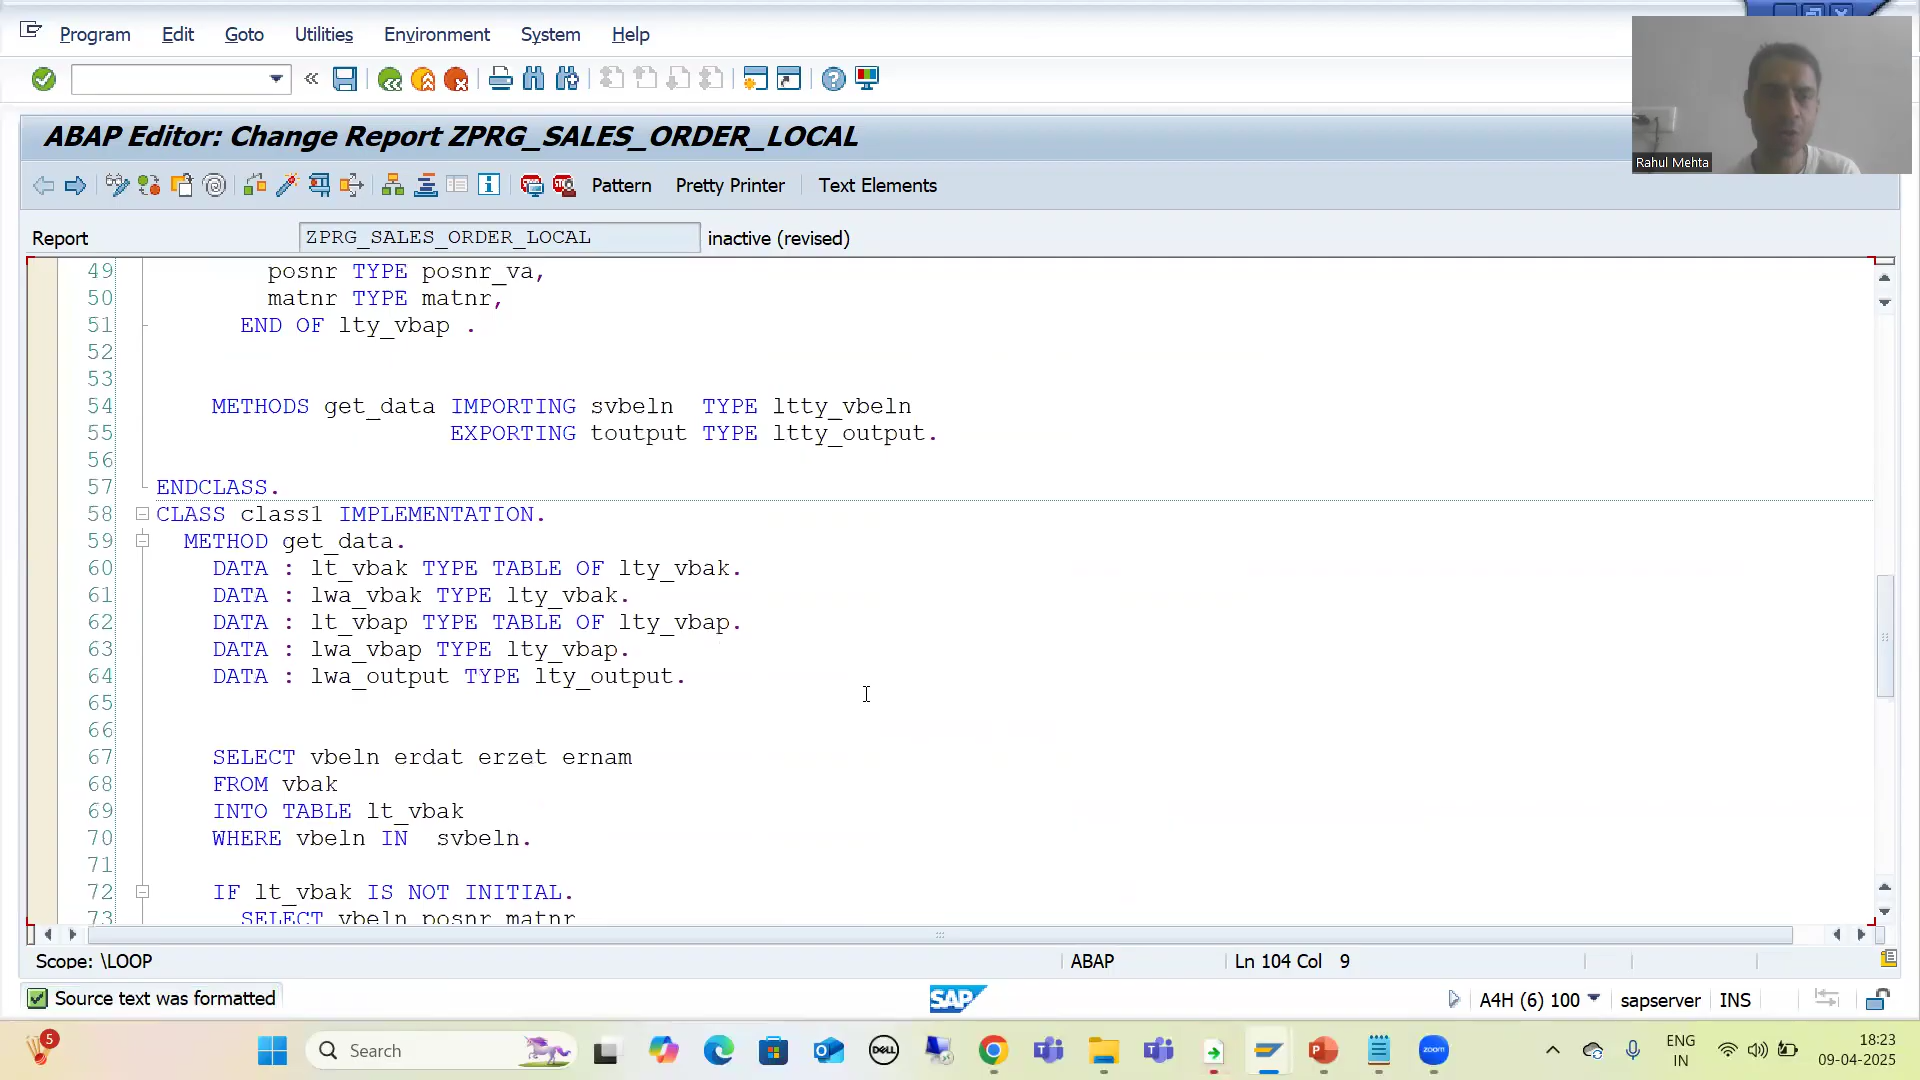 Program Edit Goto Utilities Environment System Help
Rahul Mehta
ABAP Editor: Change Report ZPRG_SALES_ORDER_LOCAL
Pattern Pretty Printer Text Elements
Report ZPRG_SALES_ORDER_LOCAL inactive (revised)
49 posnr TYPE posnr_va,
50 matnr TYPE matnr,
51 END OF lty_vbap .
52
53
54 METHODS get_data IMPORTING svbeln TYPE ltty_vbeln
55 EXPORTING toutput TYPE ltty_output.
56
57 ENDCLASS.
58 CLASS class1 IMPLEMENTATION.
59 METHOD get_data.
60 DATA : lt_vbak TYPE TABLE OF lty_vbak.
61 DATA : lwa_vbak TYPE lty_vbak.
62 DATA : lt_vbap TYPE TABLE OF lty_vbap.
63 DATA : lwa_vbap TYPE lty_vbap.
64 DATA : lwa_output TYPE lty_output.
65
66
67 SELECT vbeln erdat erzet ernam
68 FROM vbak
69 INTO TABLE lt_vbak
70 WHERE vbeln IN svbeln.
71
72 IF lt_vbak IS NOT INITIAL.
73 SELECT vbeln posnr matnr
Scope: \LOOP ABAP Ln 104 Col 9
Source text was formatted SAP A4H (6) 100 sapserver INS
5 Search DELL zoom ENG IN 18:23 09-04-2025